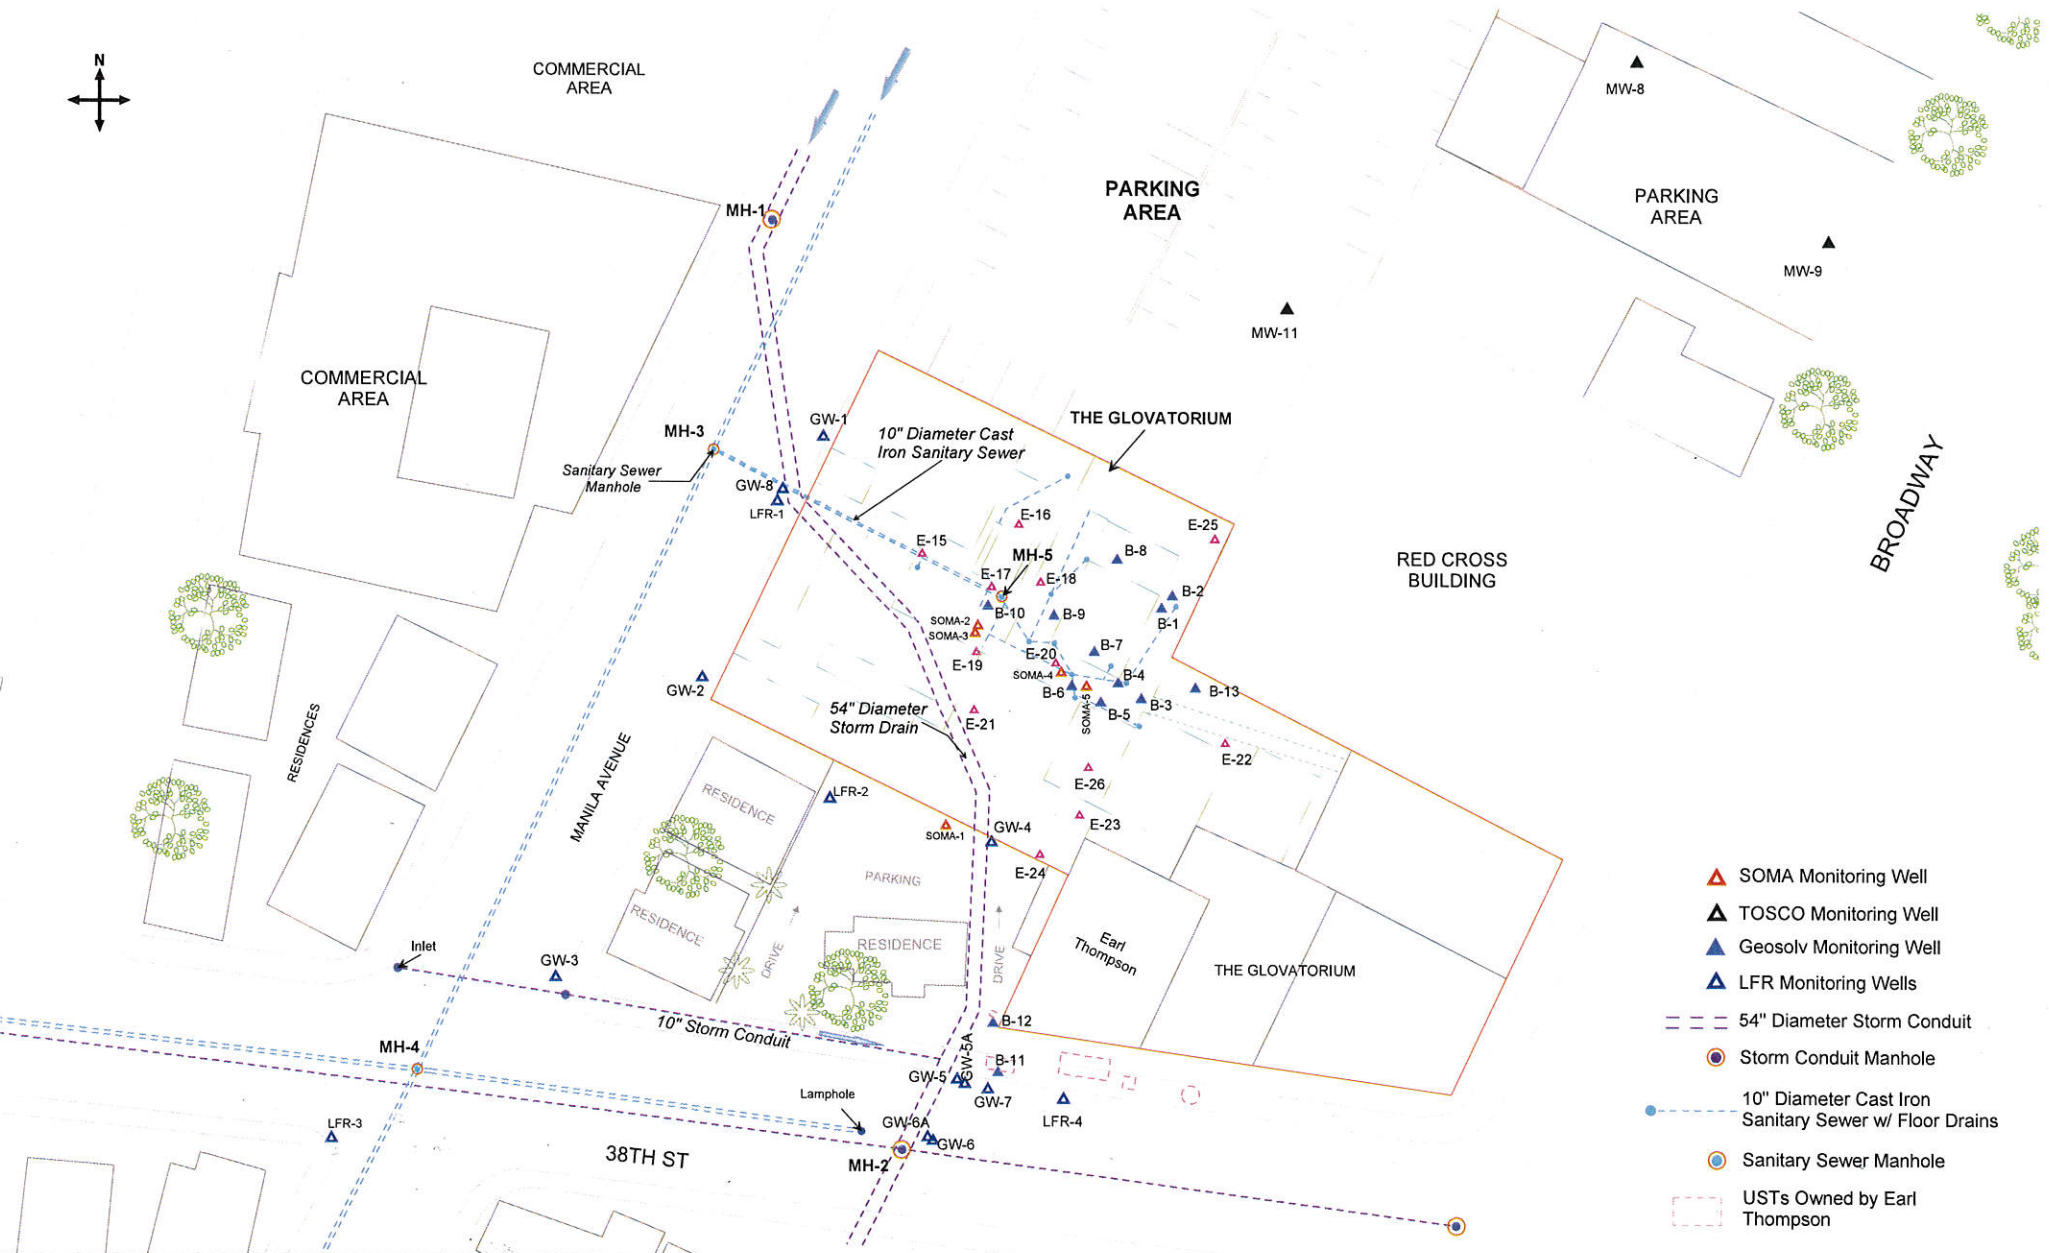 N
COMMERCIAL
AREA
MW-8
PARKING
AREA
PARKING
AREA
MH-1
MW-9
MW-11
COMMERCIAL
AREA
THE GLOVATORIUM
GW-1
MH-3
10" Diameter Cast
Iron Sanitary Sewer
BROADWAY
Sanitary Sewer
Manhole
GW-8
LFR-1
E-16
E-25
E-15
MH-5
B-8
RED CROSS
BUILDING
E-17
E-18
B-2
B-10
B-9
B-1
SOMA-2
SOMA-3
E-19
E-20
B-7
SOMA-4
B-4
GW-2
B-6
SOMA-5
B-5
B-3
B-13
54" Diameter
Storm Drain
E-21
E-22
RESIDENCES
MANILA AVENUE
E-26
RESIDENCE
LFR-2
E-23
SOMA-1
GW-4
E-24
PARKING
SOMA Monitoring Well
TOSCO Monitoring Well
RESIDENCE
RESIDENCE
DRIVE
DRIVE
Earl
Thompson
THE GLOVATORIUM
Geosolv Monitoring Well
LFR Monitoring Wells
Inlet
GW-3
10" Storm Conduit
B-12
54" Diameter Storm Conduit
MH-4
GW-5A
GW-5
B-11
Storm Conduit Manhole
GW-7
Lamphole
LFR-4
10" Diameter Cast Iron
Sanitary Sewer w/ Floor Drains
LFR-3
GW-6A
GW-6
38TH ST
MH-2
Sanitary Sewer Manhole
USTs Owned by Earl
Thompson